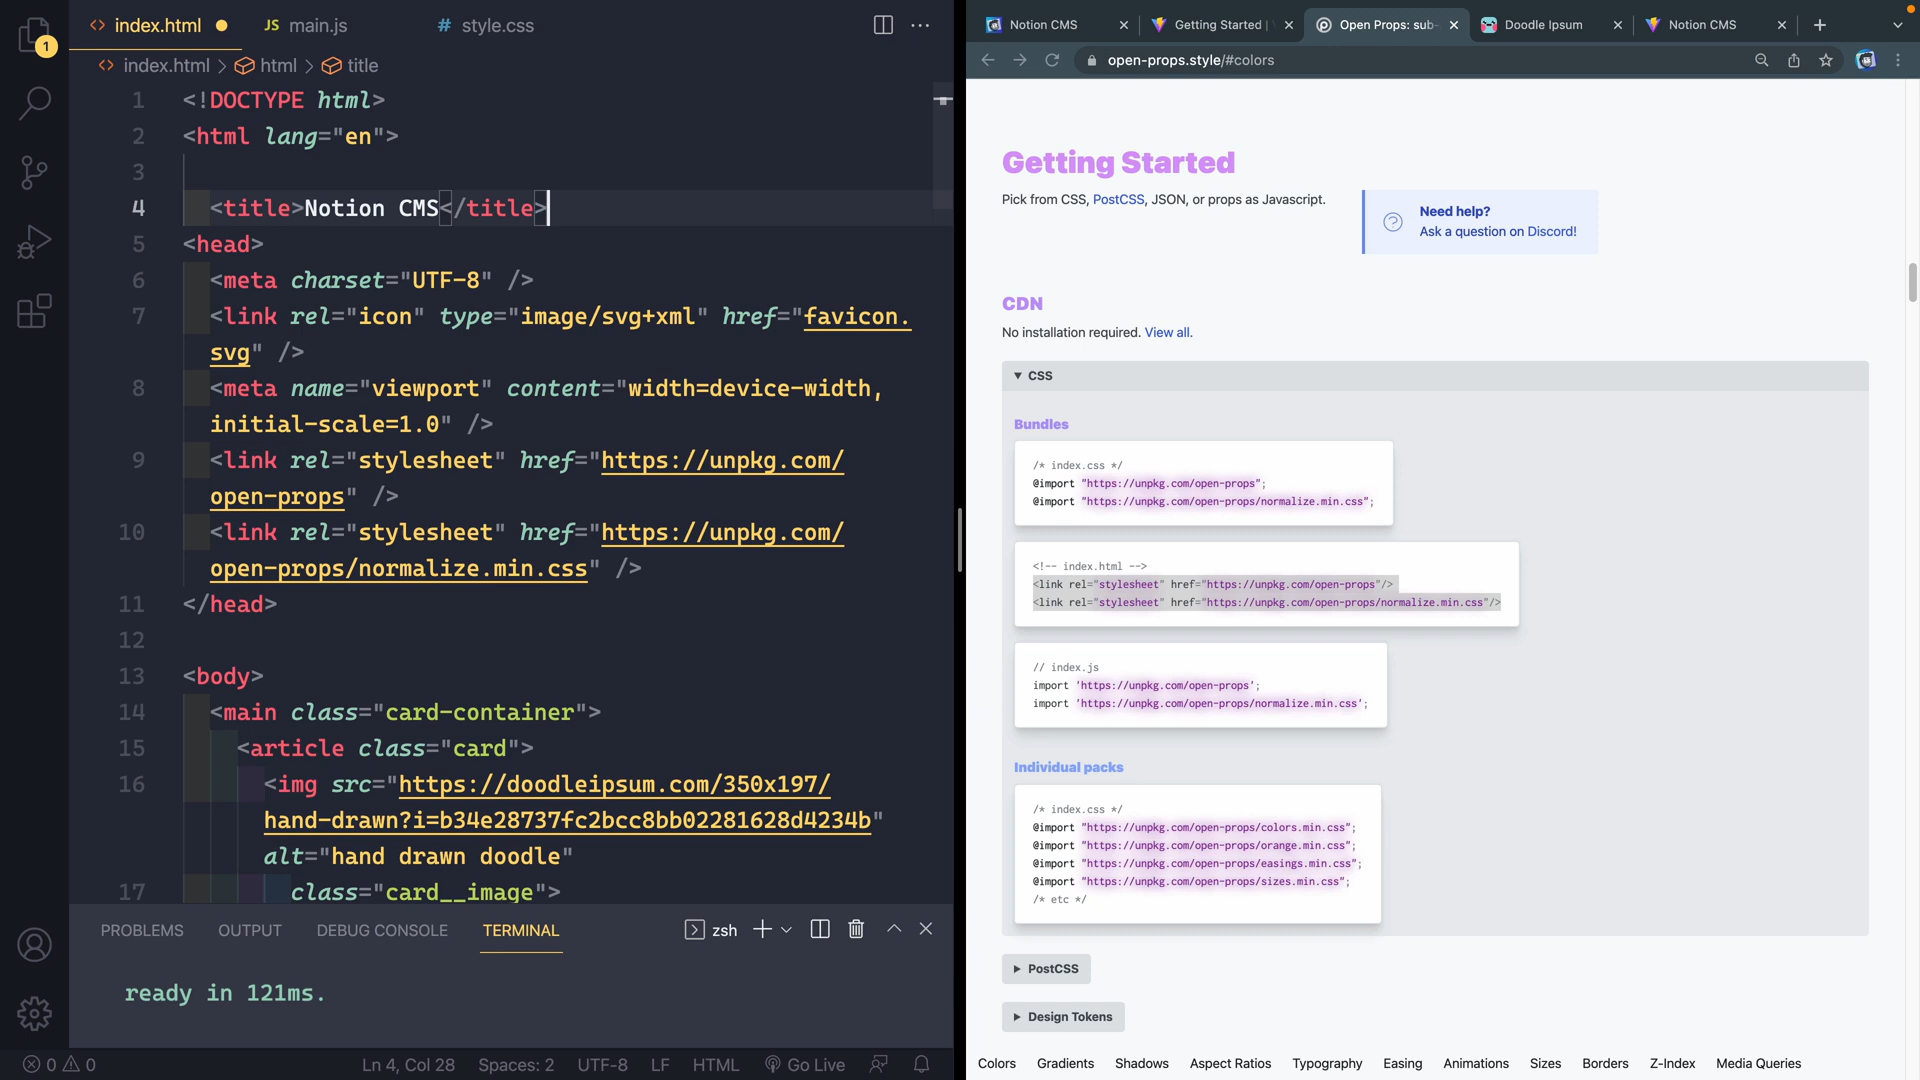 index.html
JS main.js
# style.css
1
index.html > html > title
1 <!DOCTYPE html>
2 <html lang="en">
3
4 <title>Notion CMS</title>
5 <head>
6 <meta charset="UTF-8" />
7 <link rel="icon" type="image/svg+xml" href="favicon.
svg" />
8 <meta name="viewport" content="width=device-width,
initial-scale=1.0" />
9 <link rel="stylesheet" href="https://unpkg.com/
open-props" />
10 <link rel="stylesheet" href="https://unpkg.com/
open-props/normalize.min.css" />
11 </head>
12
13 <body>
14 <main class="card-container">
15 <article class="card">
16 <img src="https://doodleipsum.com/350x197/
hand-drawn?i=b34e28737fc2bcc8bb02281628d4234b"
alt="hand drawn doodle"
17 class="card__image">
PROBLEMS OUTPUT DEBUG CONSOLE TERMINAL zsh
ready in 121ms.
0 0 Ln 4, Col 28 Spaces: 2 UTF-8 LF HTML Go Live
Notion CMS
Getting Started |
Open Props: sub-
Doodle Ipsum
Notion CMS
open-props.style/#colors
Getting Started
Pick from CSS, PostCSS, JSON, or props as Javascript.
Need help?
Ask a question on Discord!
CDN
No installation required. View all.
CSS
Bundles
/* index.css */
@import "https://unpkg.com/open-props";
@import "https://unpkg.com/open-props/normalize.min.css";
<!-- index.html -->
<link rel="stylesheet" href="https://unpkg.com/open-props"/>
<link rel="stylesheet" href="https://unpkg.com/open-props/normalize.min.css"/>
// index.js
import 'https://unpkg.com/open-props';
import 'https://unpkg.com/open-props/normalize.min.css';
Individual packs
/* index.css */
@import "https://unpkg.com/open-props/colors.min.css";
@import "https://unpkg.com/open-props/orange.min.css";
@import "https://unpkg.com/open-props/easings.min.css";
@import "https://unpkg.com/open-props/sizes.min.css";
/* etc */
PostCSS
Design Tokens
Colors Gradients Shadows Aspect Ratios Typography Easing Animations Sizes Borders Z-Index Media Queries